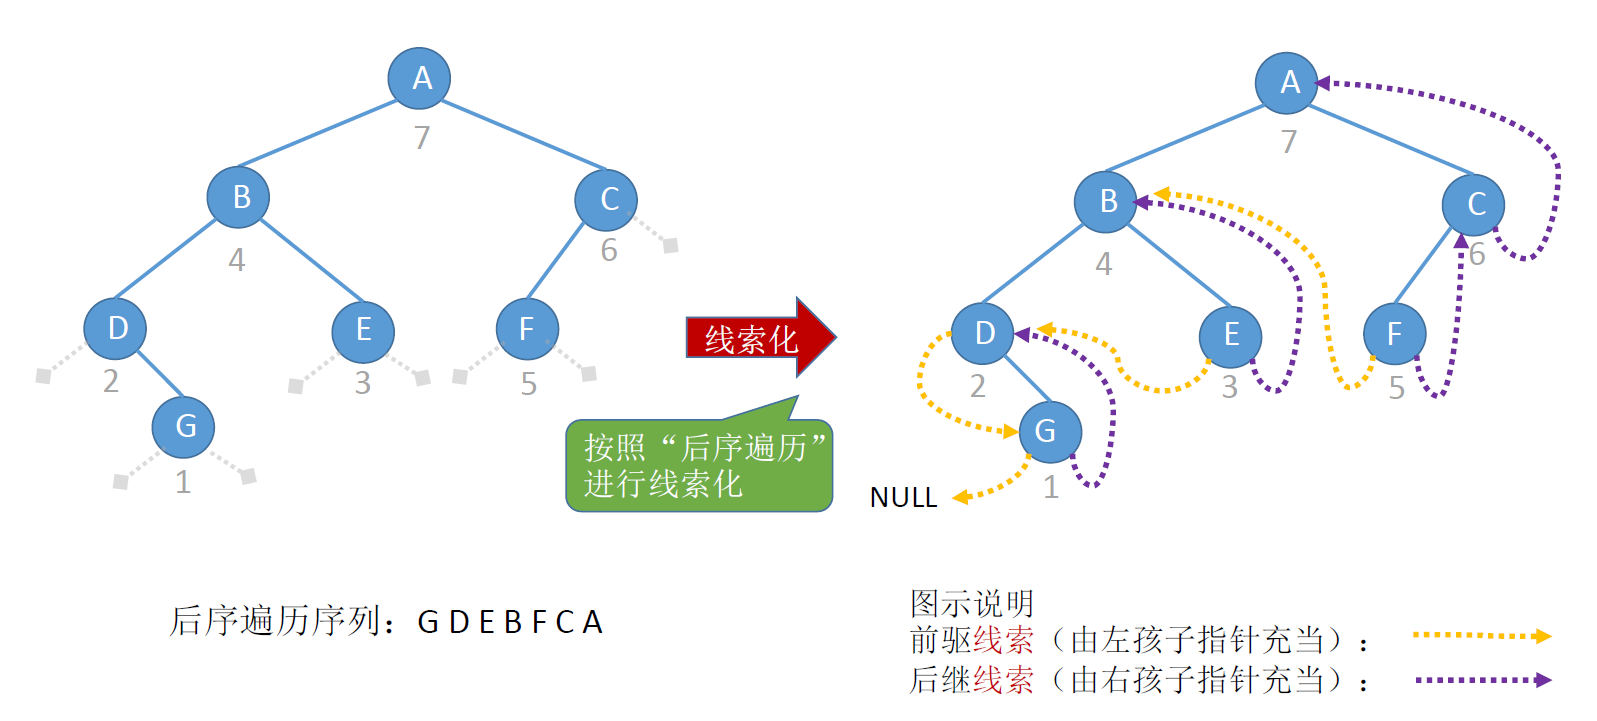 A
7
B
C
4
6
D
E
F
2
3
5
G
1
后序遍历序列：G D E B F C A
线索化
按照“后序遍历”
进行线索化
A
7
B
C
4
6
D
E
F
2
3
5
G
1
NULL
图示说明
前驱线索（由左孩子指针充当）：
后继线索（由右孩子指针充当）：